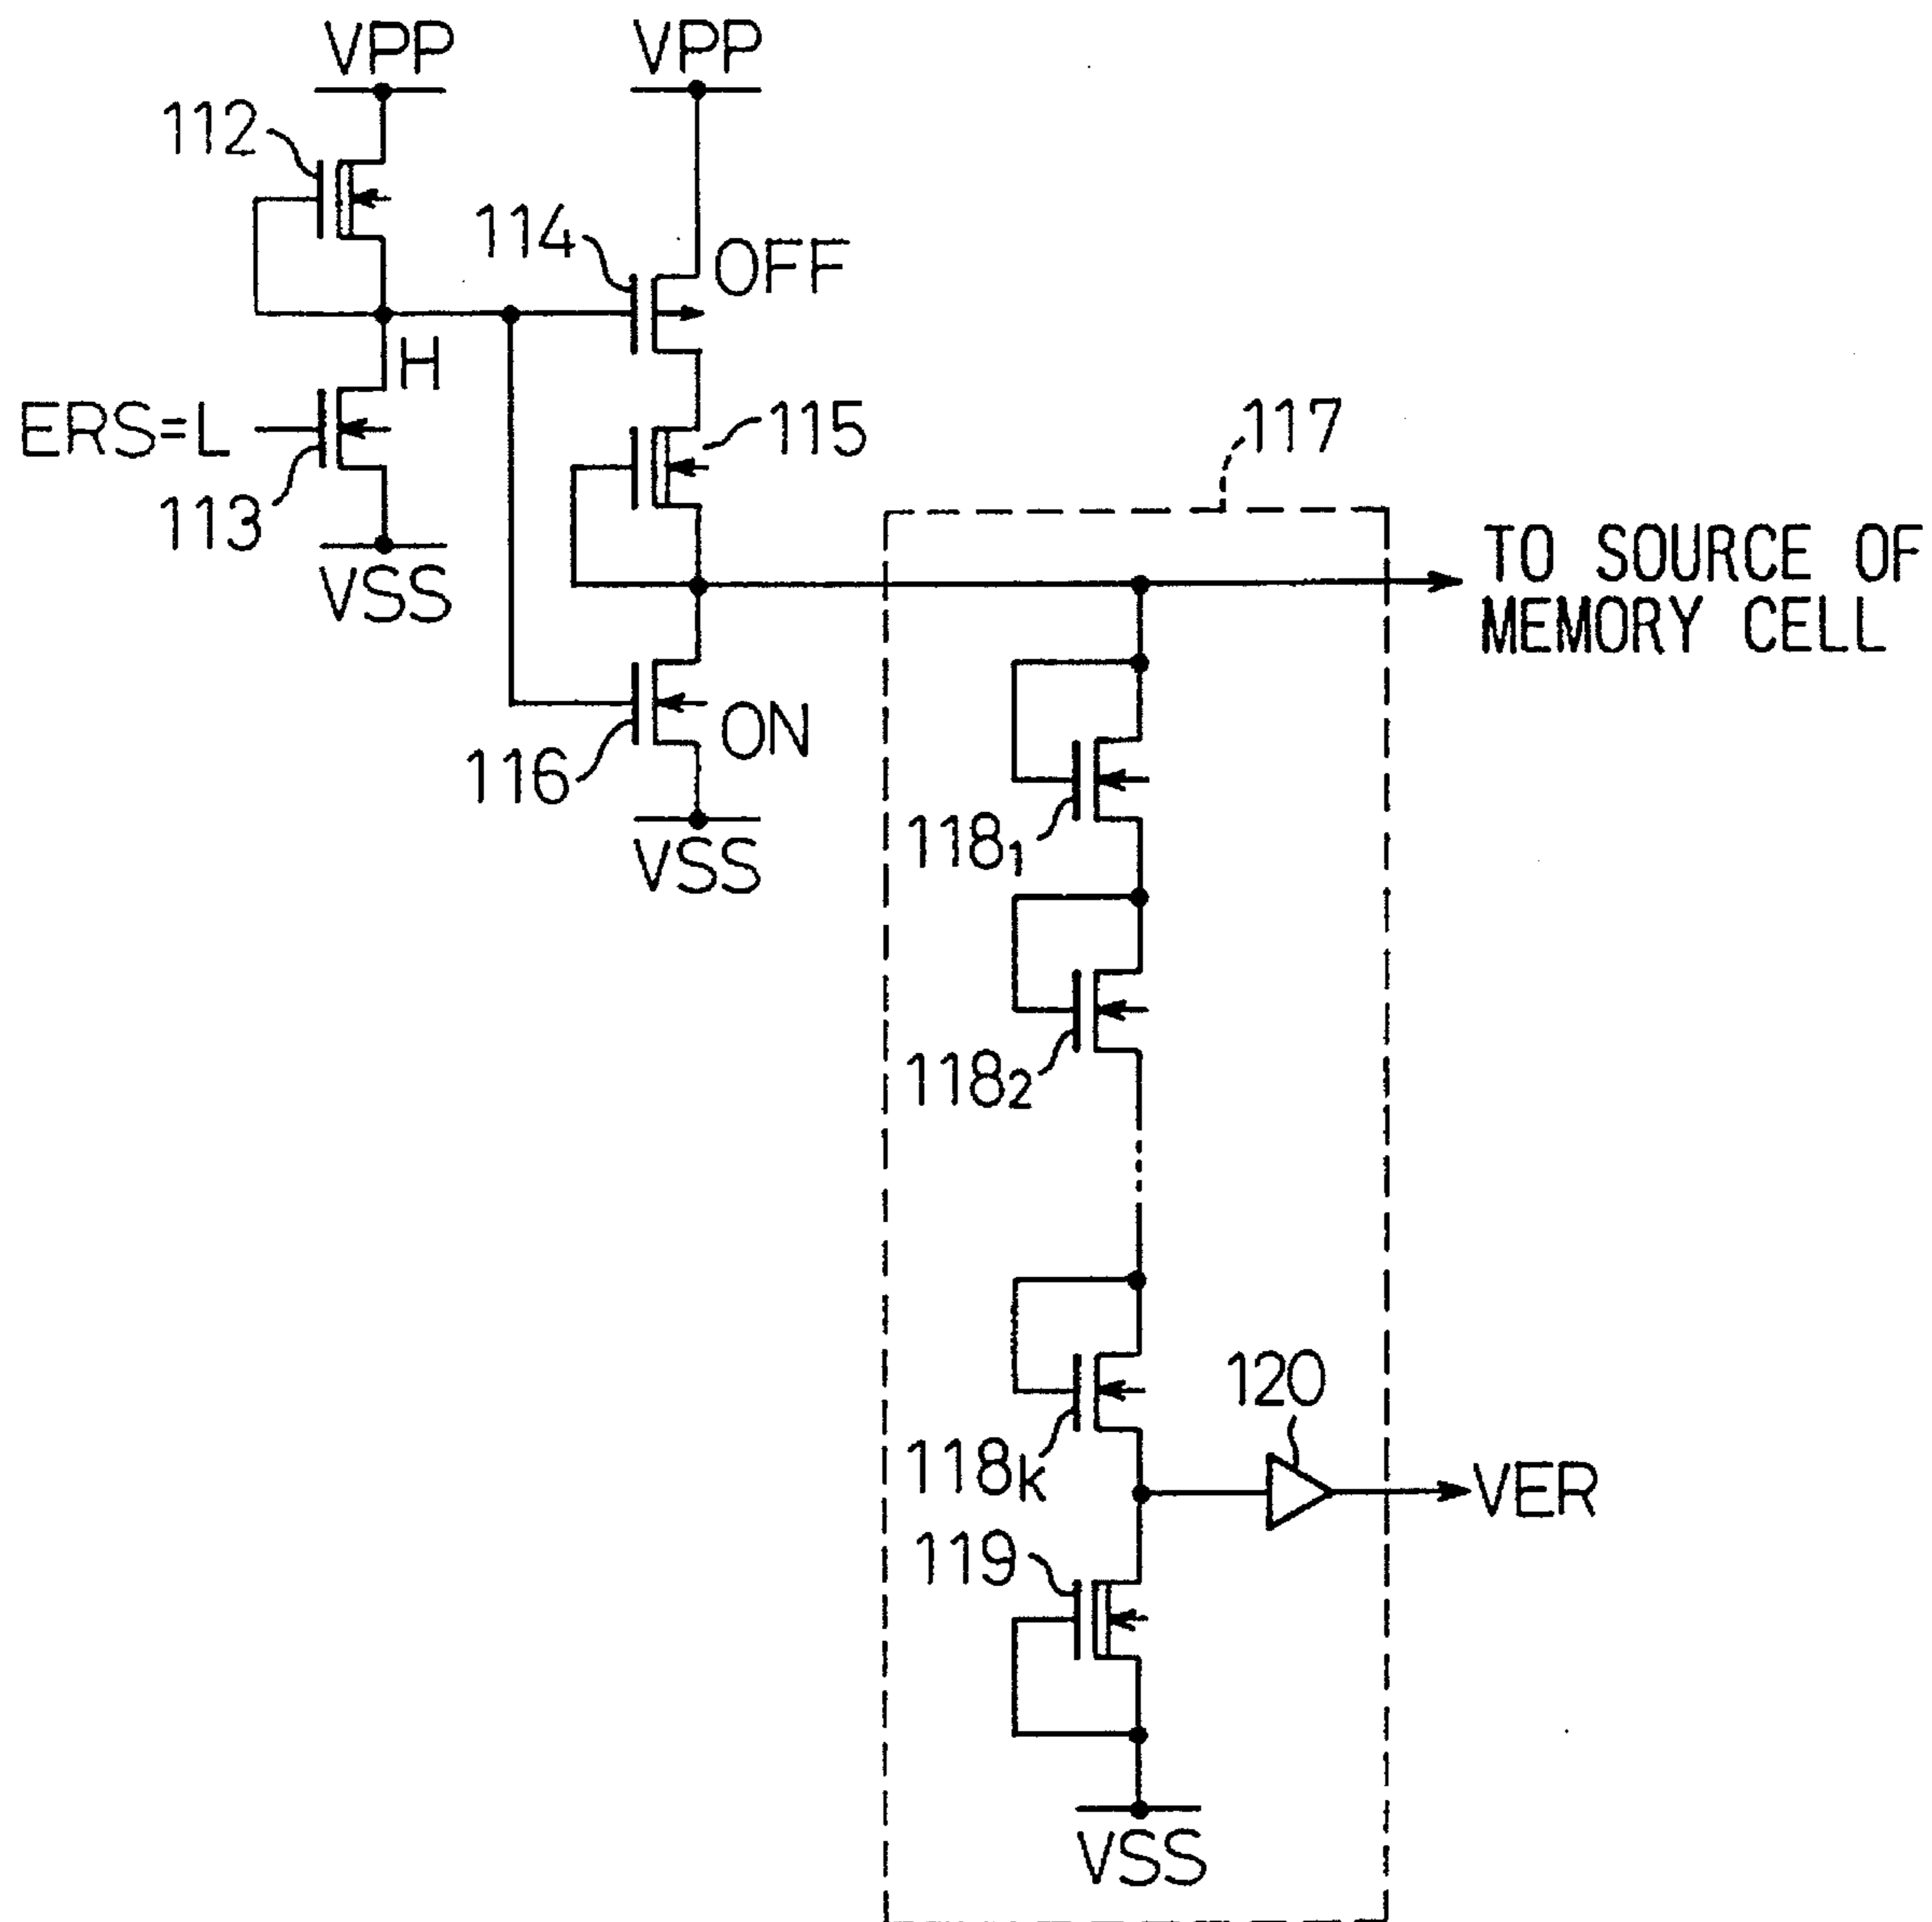 VPP
VPP
112
114
OFF
H
ERS=L
115
117
113
VSS
TO SOURCE OF
MEMORY CELL
ON
116
VSS
118₁
118₂
120
118k
VER
119
VSS